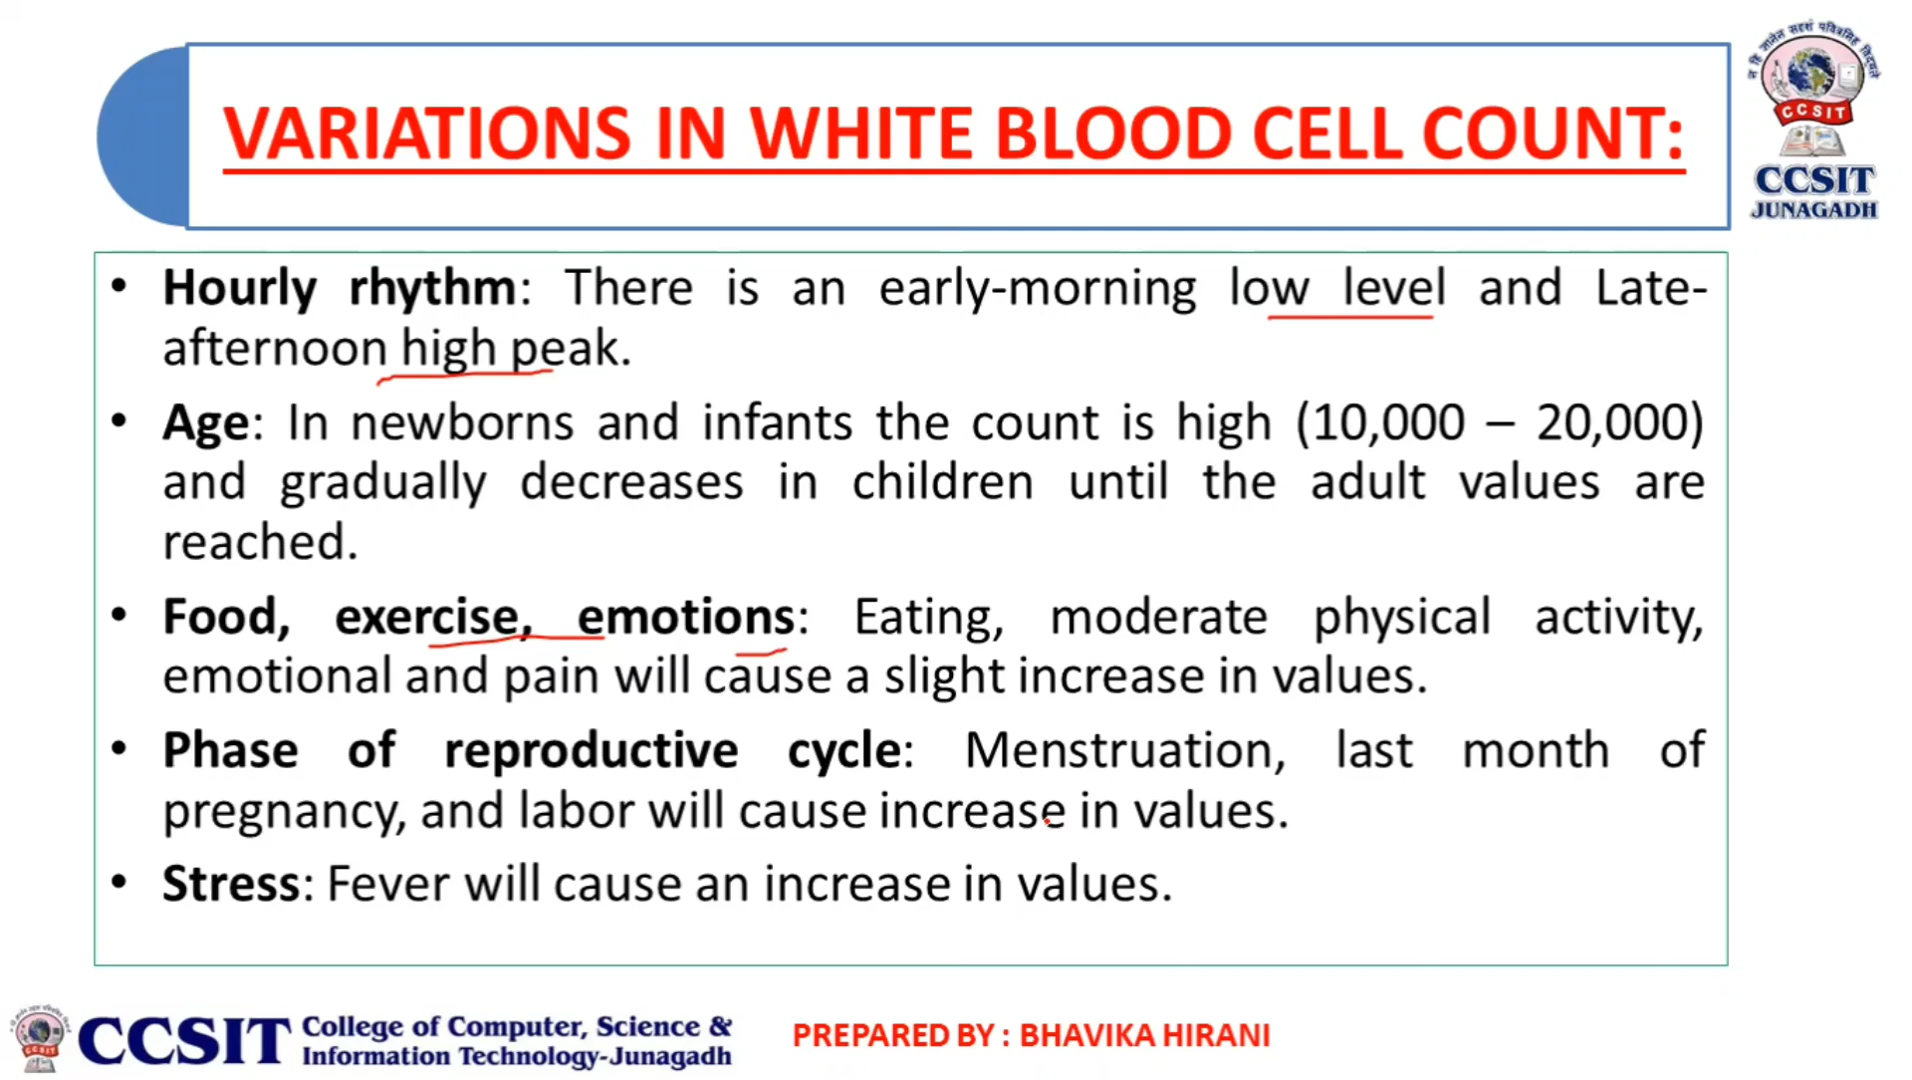 VARIATIONS IN WHITE BLOOD CELL COUNT:
CCSIT
CCSIT
JUNAGADH
• Hourly rhythm: There is an early-morning low level and Late-
afternoon high peak.
• Age: In newborns and infants the count is high (10,000 – 20,000)
and gradually decreases in children until the adult values are
reached.
• Food, exercise, emotions: Eating, moderate physical activity,
emotional and pain will cause a slight increase in values.
• Phase of reproductive cycle: Menstruation, last month of
pregnancy, and labor will cause increase in values.
• Stress: Fever will cause an increase in values.
CCSIT
CCSIT
College of Computer, Science &
Information Technology-Junagadh
PREPARED BY : BHAVIKA HIRANI